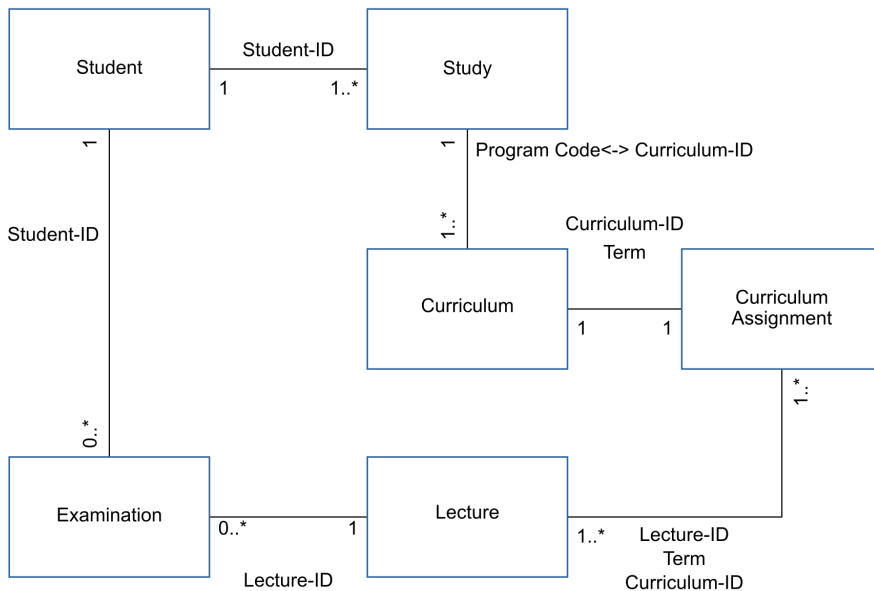 Student
Student-ID
Study
1
1..*
1
Student-ID
0..*
1
Program Code<-> Curriculum-ID
1..*
Curriculum-ID
Term
Curriculum
1
1
Curriculum
Assignment
1..*
Examination
0..*
1
Lecture-ID
Lecture
1..*
Lecture-ID
Term
Curriculum-ID